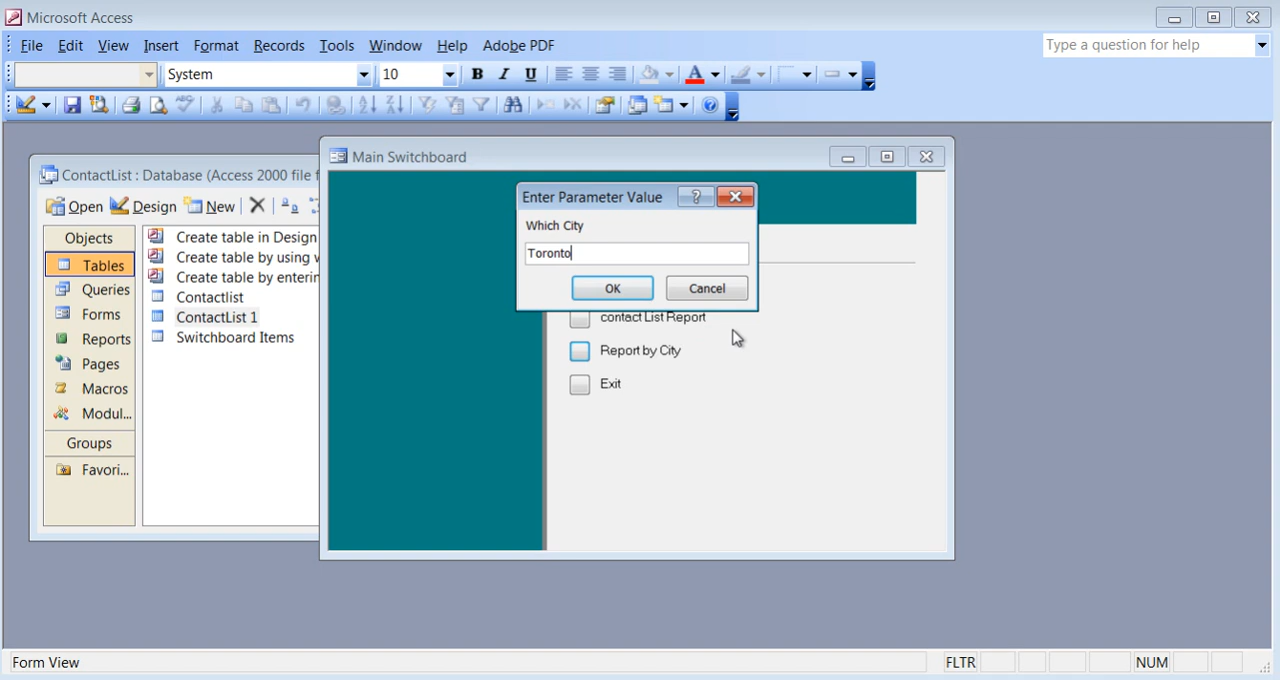 Microsoft Access
File Edit View Insert Format Records Tools Window Help Adobe PDF
Type a question for help
System 10 B I U A
ContactList : Database (Access 2000 file f
Open Design New
Objects
Tables
Queries
Forms
Reports
Pages
Macros
Modul...
Groups
Favori...
Create table in Design
Create table by using w
Create table by enterin
Contactlist
ContactList 1
Switchboard Items
Main Switchboard
Enter Parameter Value ?
Which City
Toronto
OK Cancel
contact List Report
Report by City
Exit
Form View FLTR NUM